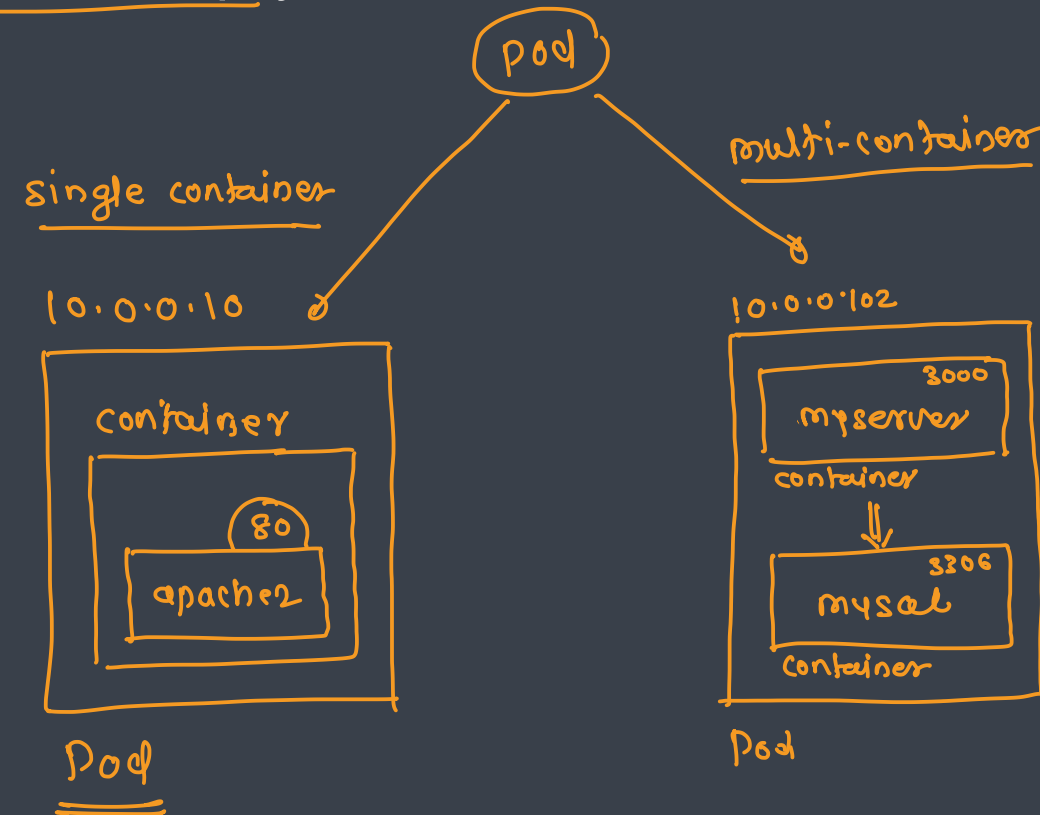 pod
multi-container
single container
10.0.0.10
10.0.0.102
container
80
apache2
Pod
3000
myserver
container
3306
mysql
container
Pod